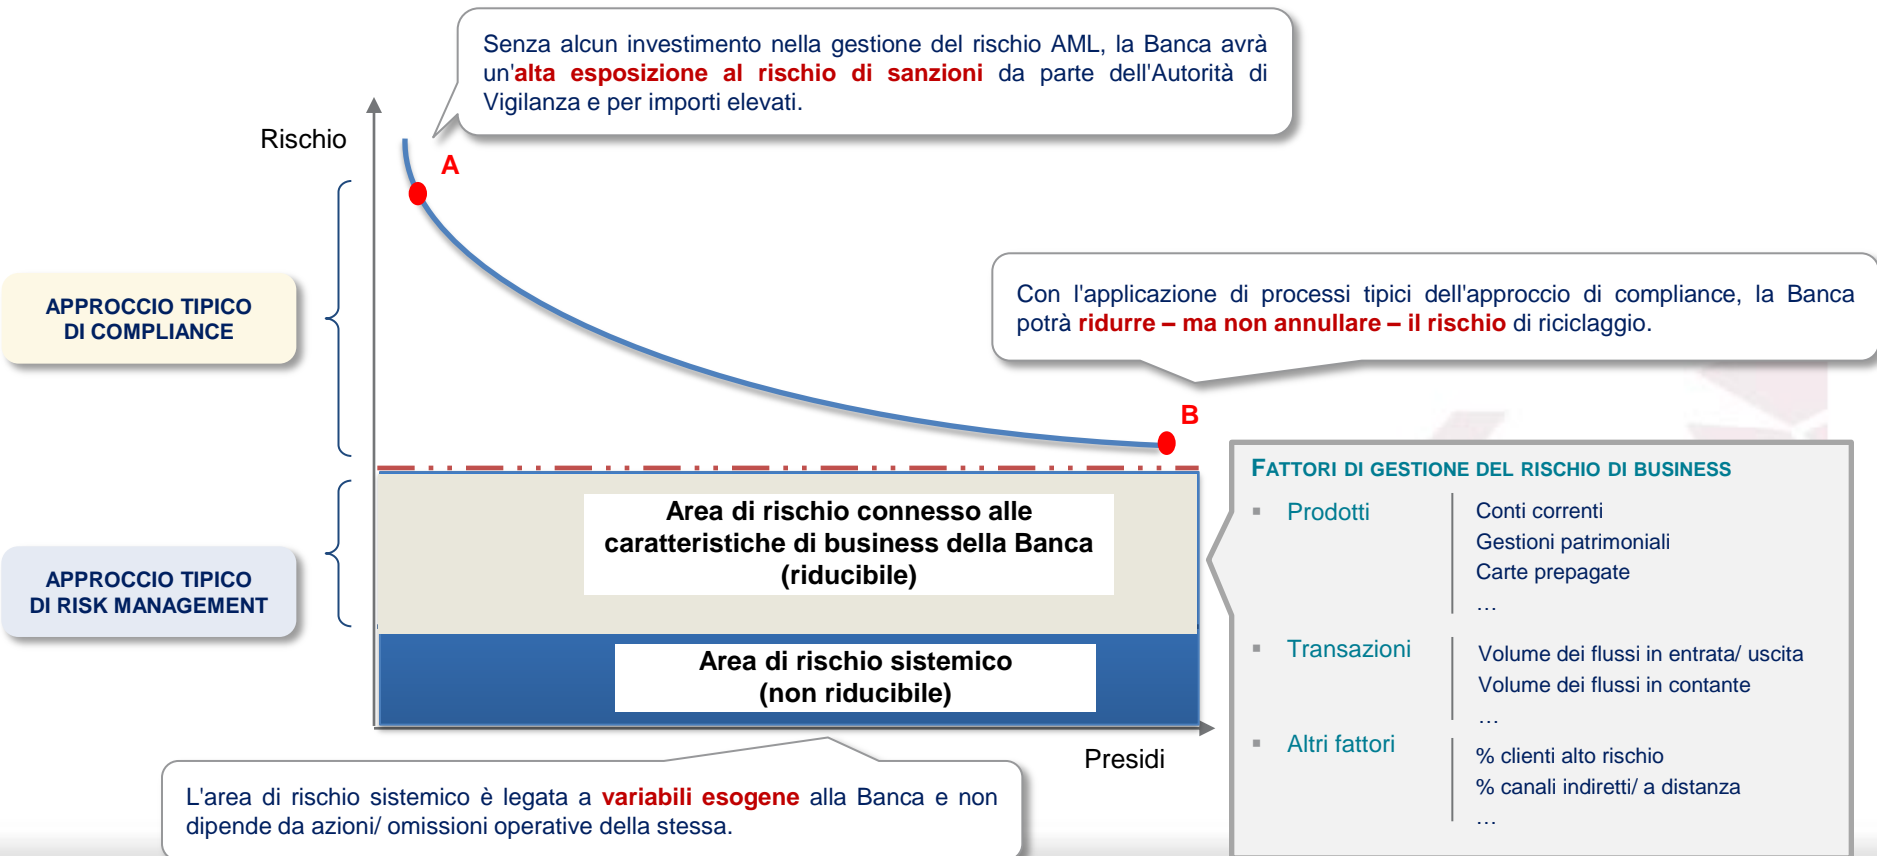 Senza alcun investimento nella gestione del rischio AML, la Banca avrà
un'alta esposizione al rischio di sanzioni da parte dell'Autorità di
Vigilanza e per importi elevati.
Rischio
A
APPROCCIO TIPICO
DI COMPLIANCE
Con l'applicazione di processi tipici dell'approccio di compliance, la Banca
potrà ridurre – ma non annullare – il rischio di riciclaggio.
B
APPROCCIO TIPICO
DI RISK MANAGEMENT
Area di rischio connesso alle
caratteristiche di business della Banca
(riducibile)
Area di rischio sistemico
(non riducibile)
Presidi
L'area di rischio sistemico è legata a variabili esogene alla Banca e non
dipende da azioni/ omissioni operative della stessa.
FATTORI DI GESTIONE DEL RISCHIO DI BUSINESS
▪ Prodotti
Conti correnti
Gestioni patrimoniali
Carte prepagate
…
▪ Transazioni
Volume dei flussi in entrata/ uscita
Volume dei flussi in contante
…
▪ Altri fattori
% clienti alto rischio
% canali indiretti/ a distanza
…